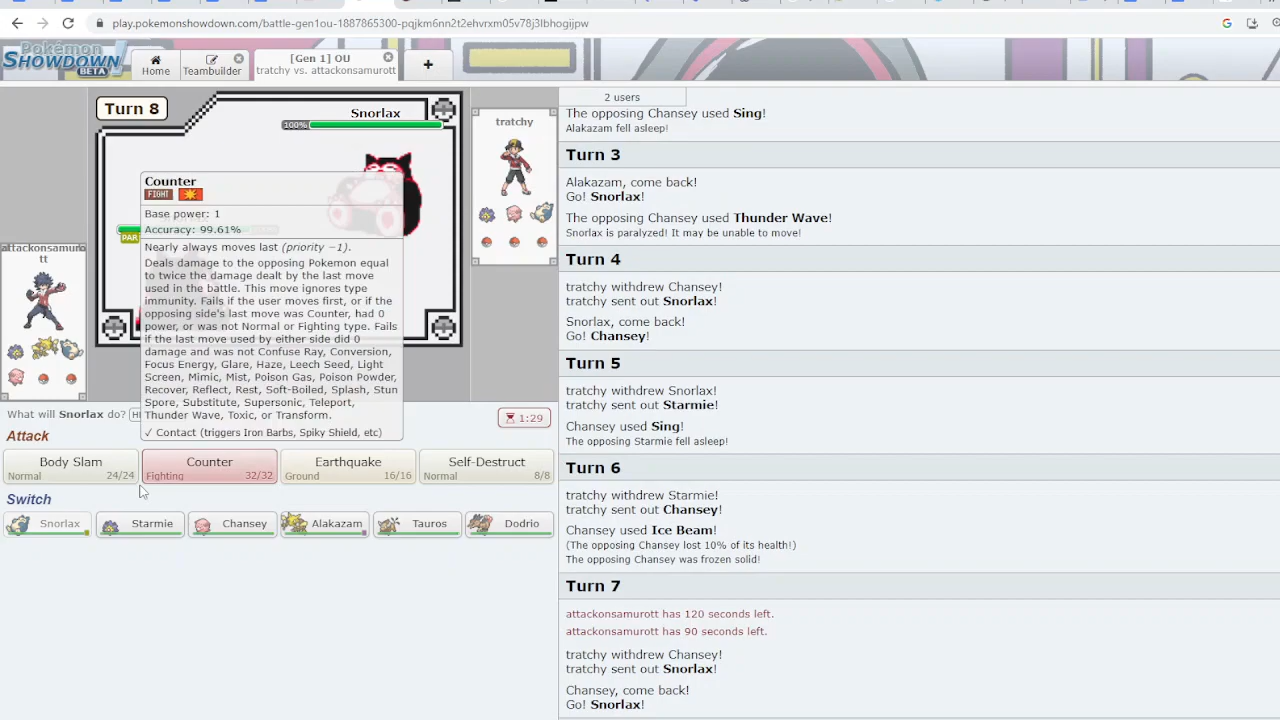 play.pokemonshowdown.com/battle-gen1ou-1887865300-pqjkm6nn2t2ehvrxm05v78j3lbhogijpw
Pokemon
Showdown!
BETA
Home
Teambuilder
[Gen 1] OU
tratchy vs. attackonsamurott
+
Turn 8
Snorlax
100%
tratchy
attackonsamuro
tt
PAR
Counter
FIGHT
Base power: 1
Accuracy: 99.61%
Nearly always moves last (priority −1).
Deals damage to the opposing Pokemon equal
to twice the damage dealt by the last move
used in the battle. This move ignores type
immunity. Fails if the user moves first, or if the
opposing side's last move was Counter, had 0
power, or was not Normal or Fighting type. Fails
if the last move used by either side did 0
damage and was not Confuse Ray, Conversion,
Focus Energy, Glare, Haze, Leech Seed, Light
Screen, Mimic, Mist, Poison Gas, Poison Powder,
Recover, Reflect, Rest, Soft-Boiled, Splash, Stun
Spore, Substitute, Supersonic, Teleport,
Thunder Wave, Toxic, or Transform.
✓ Contact (triggers Iron Barbs, Spiky Shield, etc)
What will Snorlax do?
1:29
Attack
Body Slam
Normal 24/24
Counter
Fighting 32/32
Earthquake
Ground 16/16
Self-Destruct
Normal 8/8
Switch
Snorlax
Starmie
Chansey
Alakazam
Tauros
Dodrio
2 users
The opposing Chansey used Sing!
Alakazam fell asleep!
Turn 3
Alakazam, come back!
Go! Snorlax!
The opposing Chansey used Thunder Wave!
Snorlax is paralyzed! It may be unable to move!
Turn 4
tratchy withdrew Chansey!
tratchy sent out Snorlax!
Snorlax, come back!
Go! Chansey!
Turn 5
tratchy withdrew Snorlax!
tratchy sent out Starmie!
Chansey used Sing!
The opposing Starmie fell asleep!
Turn 6
tratchy withdrew Starmie!
tratchy sent out Chansey!
Chansey used Ice Beam!
(The opposing Chansey lost 10% of its health!)
The opposing Chansey was frozen solid!
Turn 7
attackonsamurott has 120 seconds left.
attackonsamurott has 90 seconds left.
tratchy withdrew Chansey!
tratchy sent out Snorlax!
Chansey, come back!
Go! Snorlax!